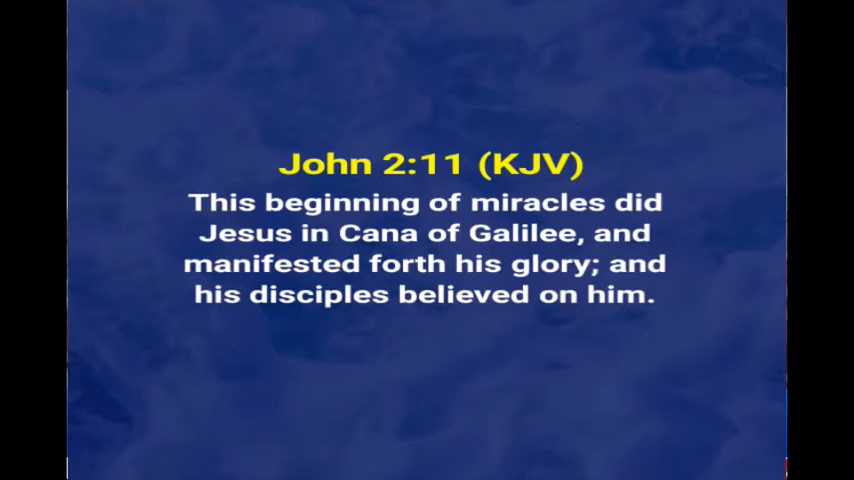 John 2:11 (KJV)
This beginning of miracles did
Jesus in Cana of Galilee, and
manifested forth his glory; and
his disciples believed on him.